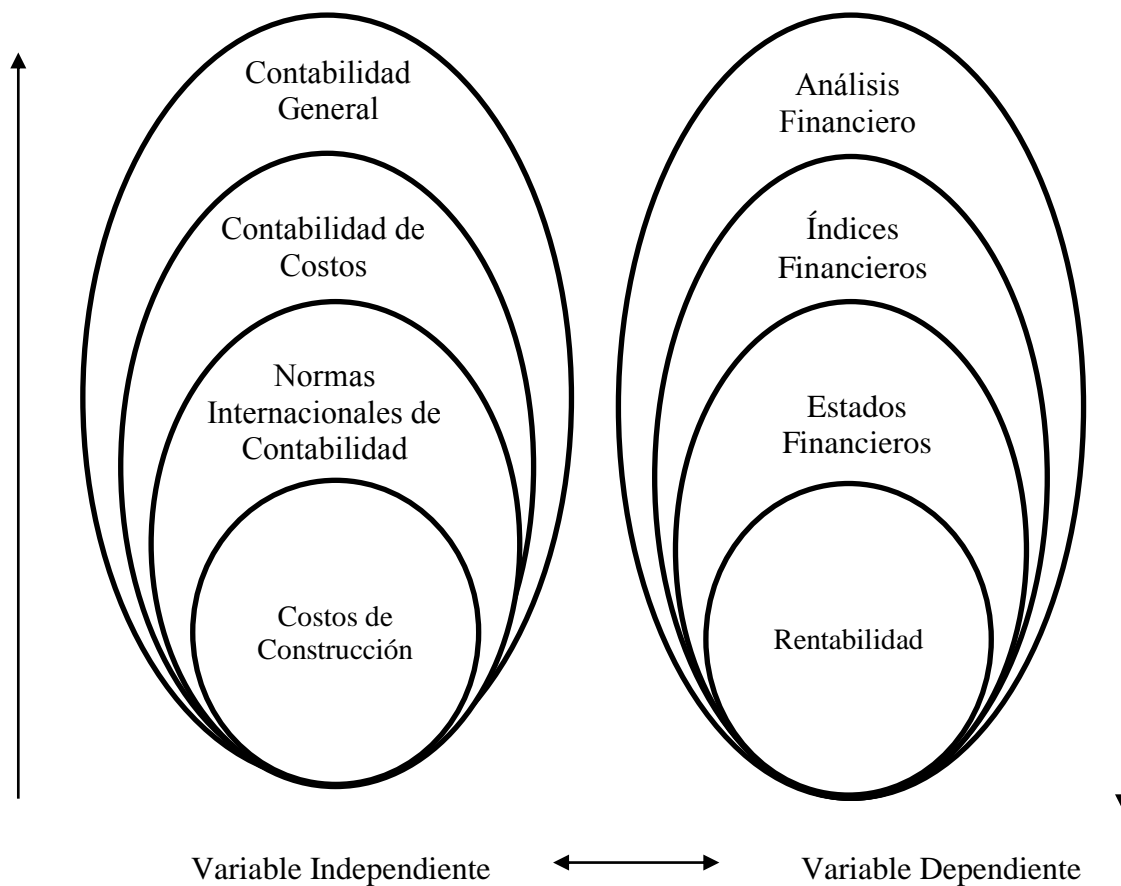 Contabilidad
General
Contabilidad de
Costos
Normas
Internacionales de
Contabilidad
Costos de
Construcción
Análisis
Financiero
Índices
Financieros
Estados
Financieros
Rentabilidad
Variable Independiente
Variable Dependiente